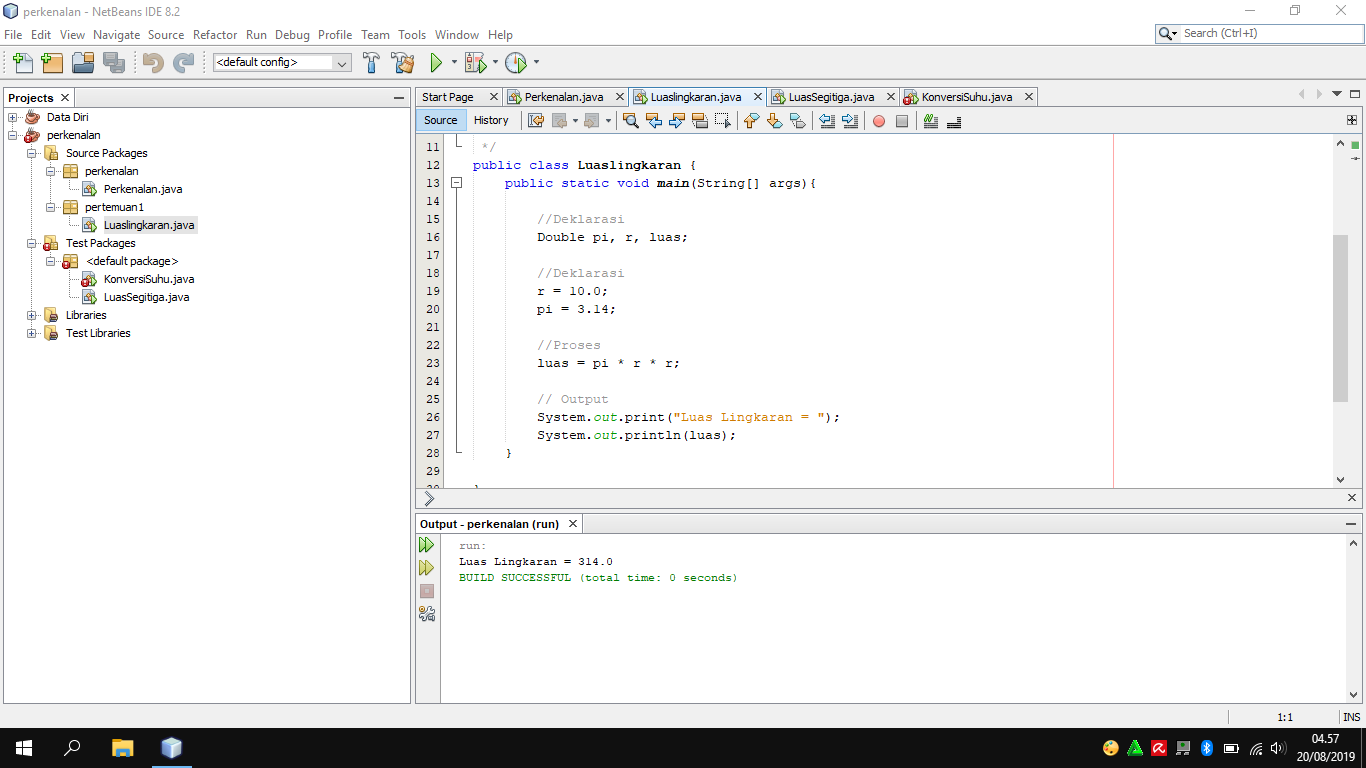 perkenalan - NetBeans IDE 8.2
File Edit View Navigate Source Refactor Run Debug Profile Team Tools Window Help
Search (Ctrl+I)
<default config>
Projects
Data Diri
perkenalan
Source Packages
perkenalan
Perkenalan.java
pertemuan1
Luaslingkaran.java
Test Packages
<default package>
KonversiSuhu.java
LuasSegitiga.java
Libraries
Test Libraries
Start Page Perkenalan.java Luaslingkaran.java LuasSegitiga.java KonversiSuhu.java
Source History
11 */
12 public class Luaslingkaran {
13 public static void main(String[] args){
14
15 //Deklarasi
16 Double pi, r, luas;
17
18 //Deklarasi
19 r = 10.0;
20 pi = 3.14;
21
22 //Proses
23 luas = pi * r * r;
24
25 // Output
26 System.out.print("Luas Lingkaran = ");
27 System.out.println(luas);
28 }
29
Output - perkenalan (run)
run:
Luas Lingkaran = 314.0
BUILD SUCCESSFUL (total time: 0 seconds)
1:1 INS
04.57
20/08/2019